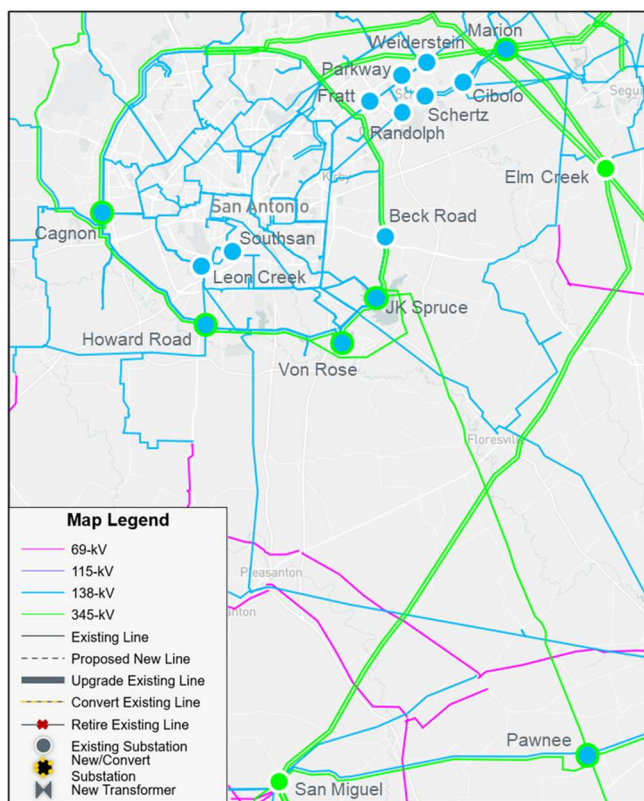 Marion
Weiderstein
Parkway
Fratt
Cibolo
Schertz
Randolph
Seguin
Kirby
Elm Creek
San Antonio
Beck Road
Cagnon
Southsan
Leon Creek
JK Spruce
Howard Road
Von Rose
Floresville
Pleasanton
Pawnee
San Miguel
Map Legend
69-kV
115-kV
138-kV
345-kV
Existing Line
Proposed New Line
Upgrade Existing Line
Convert Existing Line
Retire Existing Line
Existing Substation
New/Convert
Substation
New Transformer